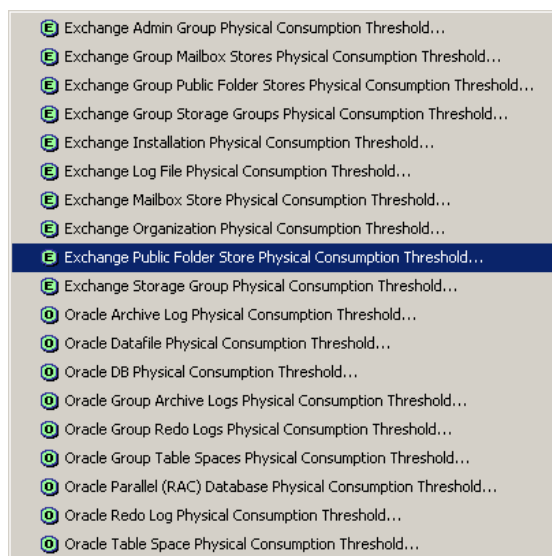 E Exchange Admin Group Physical Consumption Threshold...
E Exchange Group Mailbox Stores Physical Consumption Threshold...
E Exchange Group Public Folder Stores Physical Consumption Threshold...
E Exchange Group Storage Groups Physical Consumption Threshold...
E Exchange Installation Physical Consumption Threshold...
E Exchange Log File Physical Consumption Threshold...
E Exchange Mailbox Store Physical Consumption Threshold...
E Exchange Organization Physical Consumption Threshold...
E Exchange Public Folder Store Physical Consumption Threshold...
E Exchange Storage Group Physical Consumption Threshold...
O Oracle Archive Log Physical Consumption Threshold...
O Oracle Datafile Physical Consumption Threshold...
O Oracle DB Physical Consumption Threshold...
O Oracle Group Archive Logs Physical Consumption Threshold...
O Oracle Group Redo Logs Physical Consumption Threshold...
O Oracle Group Table Spaces Physical Consumption Threshold...
O Oracle Parallel (RAC) Database Physical Consumption Threshold...
O Oracle Redo Log Physical Consumption Threshold...
O Oracle Table Space Physical Consumption Threshold...